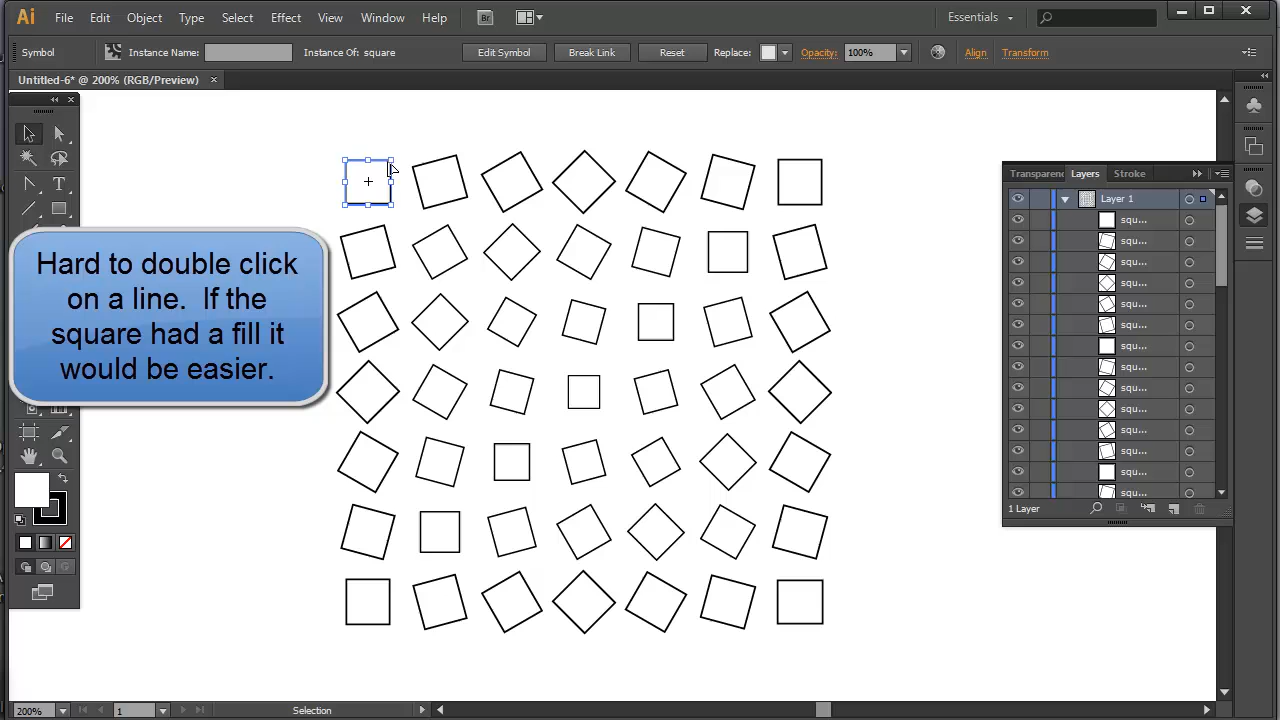 Ai File Edit Object Type Select Effect View Window Help Br Essentials
Symbol Instance Name: Instance Of: square Edit Symbol Break Link Reset Replace: Opacity: 100% Align Transform
Untitled-6* @ 200% (RGB/Preview)
Transparenc Layers Stroke
Layer 1
squ...
squ...
squ...
squ...
squ...
squ...
squ...
squ...
squ...
squ...
squ...
squ...
squ...
squ...
1 Layer
T
Hard to double click
on a line. If the
square had a fill it
would be easier.
200% 1 Selection